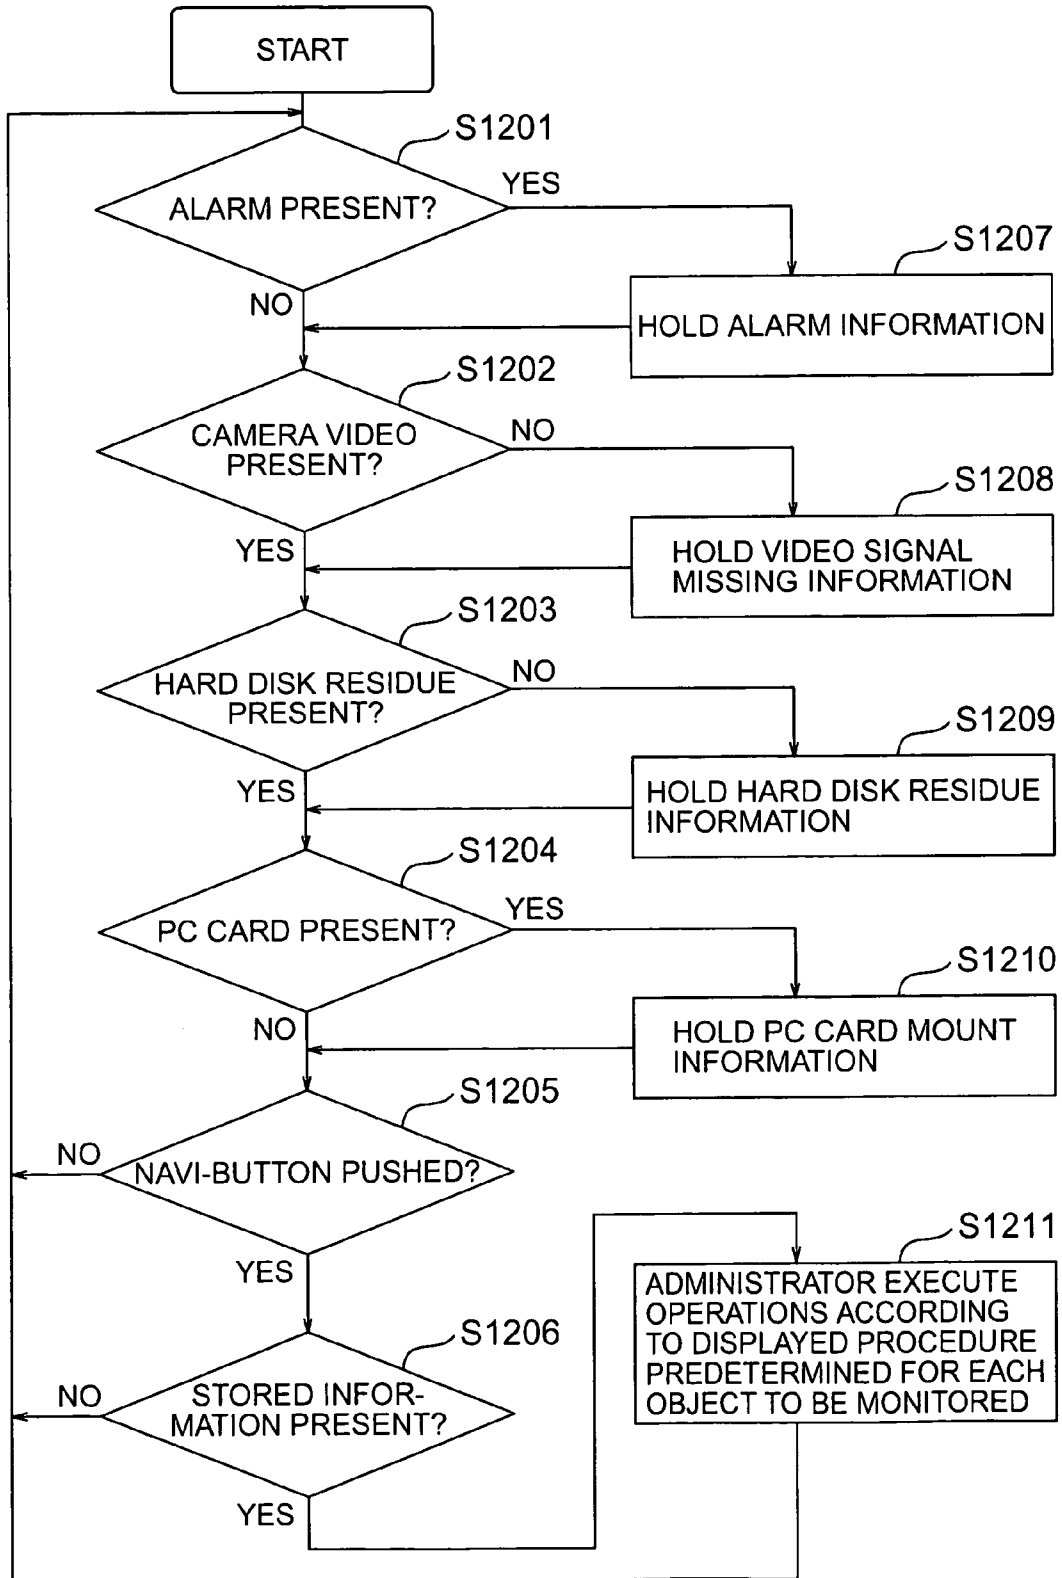 START
S1201
ALARM PRESENT?
YES
S1207
HOLD ALARM INFORMATION
NO
S1202
CAMERA VIDEO
PRESENT?
NO
S1208
HOLD VIDEO SIGNAL
MISSING INFORMATION
YES
S1203
HARD DISK RESIDUE
PRESENT?
NO
S1209
HOLD HARD DISK RESIDUE
INFORMATION
YES
S1204
PC CARD PRESENT?
YES
S1210
HOLD PC CARD MOUNT
INFORMATION
NO
S1205
NAVI-BUTTON PUSHED?
NO
YES
S1206
STORED INFOR-
MATION PRESENT?
NO
YES
S1211
ADMINISTRATOR EXECUTE
OPERATIONS ACCORDING
TO DISPLAYED PROCEDURE
PREDETERMINED FOR EACH
OBJECT TO BE MONITORED